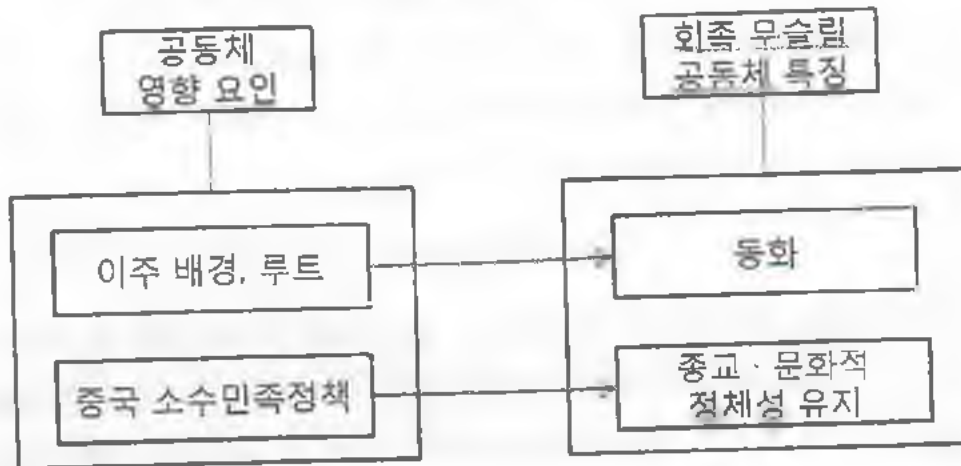 공동체
영향 요인
회족 무슬림
공동체 특징
이주 배경, 루트
동화
중국 소수민족정책
종교·문화적
정체성 유지